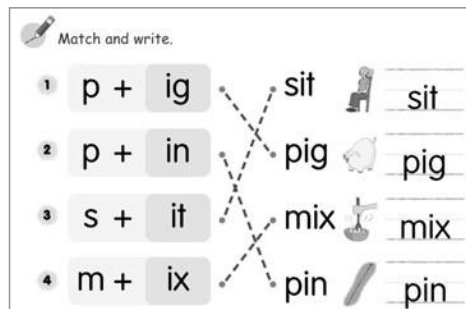 Match and write.
1 p + ig sit sit
2 p + in pig pig
3 s + it mix mix
4 m + ix pin pin